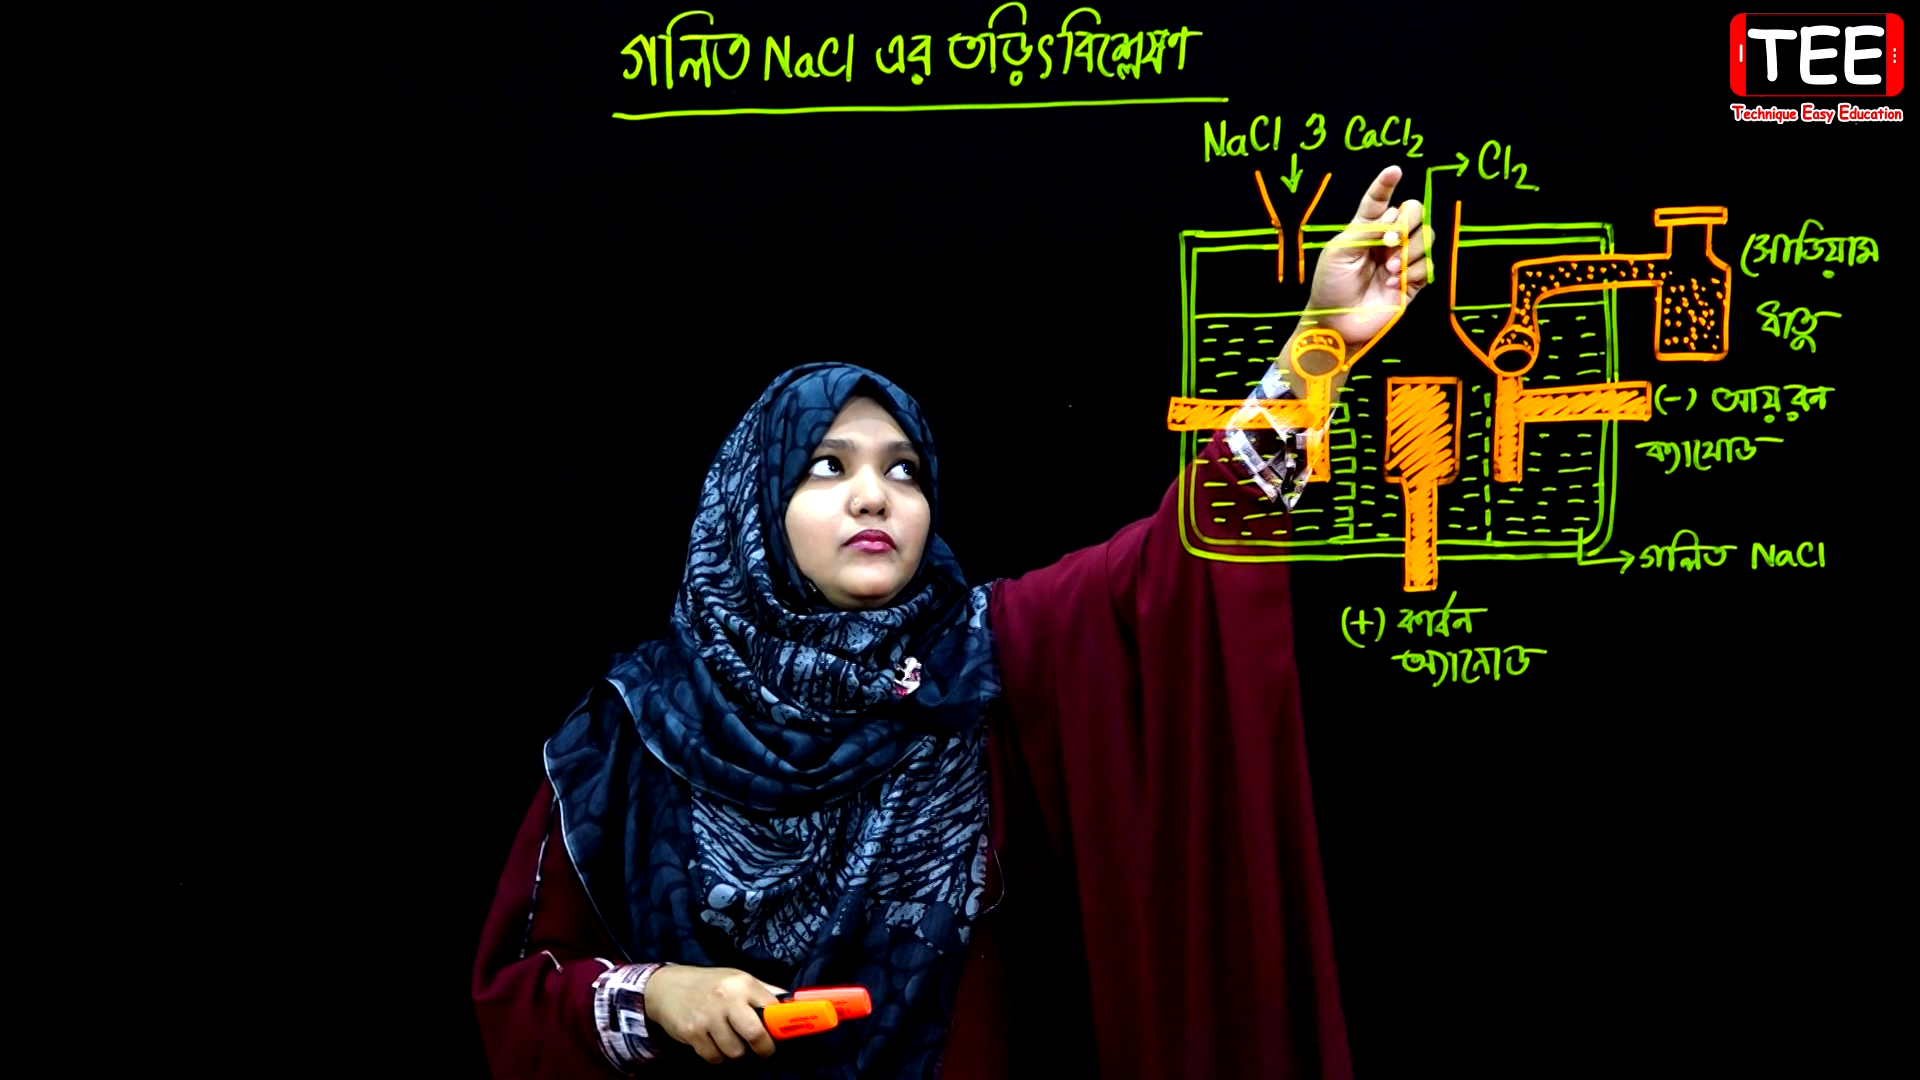 গলিত NaCl এর তড়িৎবিশ্লেষণ
TEE
Technique Easy Education
NaCl ও CaCl₂
Cl₂
সোডিয়াম
ধাতু
(-) আয়রন
ক্যাথোড
গলিত NaCl
(+) কার্বন
অ্যানোড